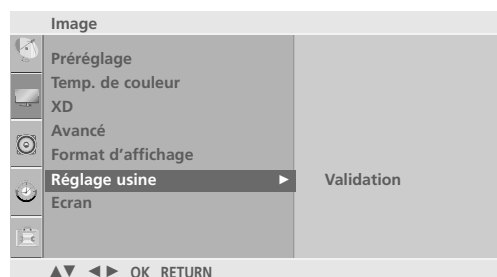 Image
Préréglage
Temp. de couleur
XD
Avancé
Format d’affichage
Réglage usine ► Validation
Ecran
▲▼ ◄► OK RETURN